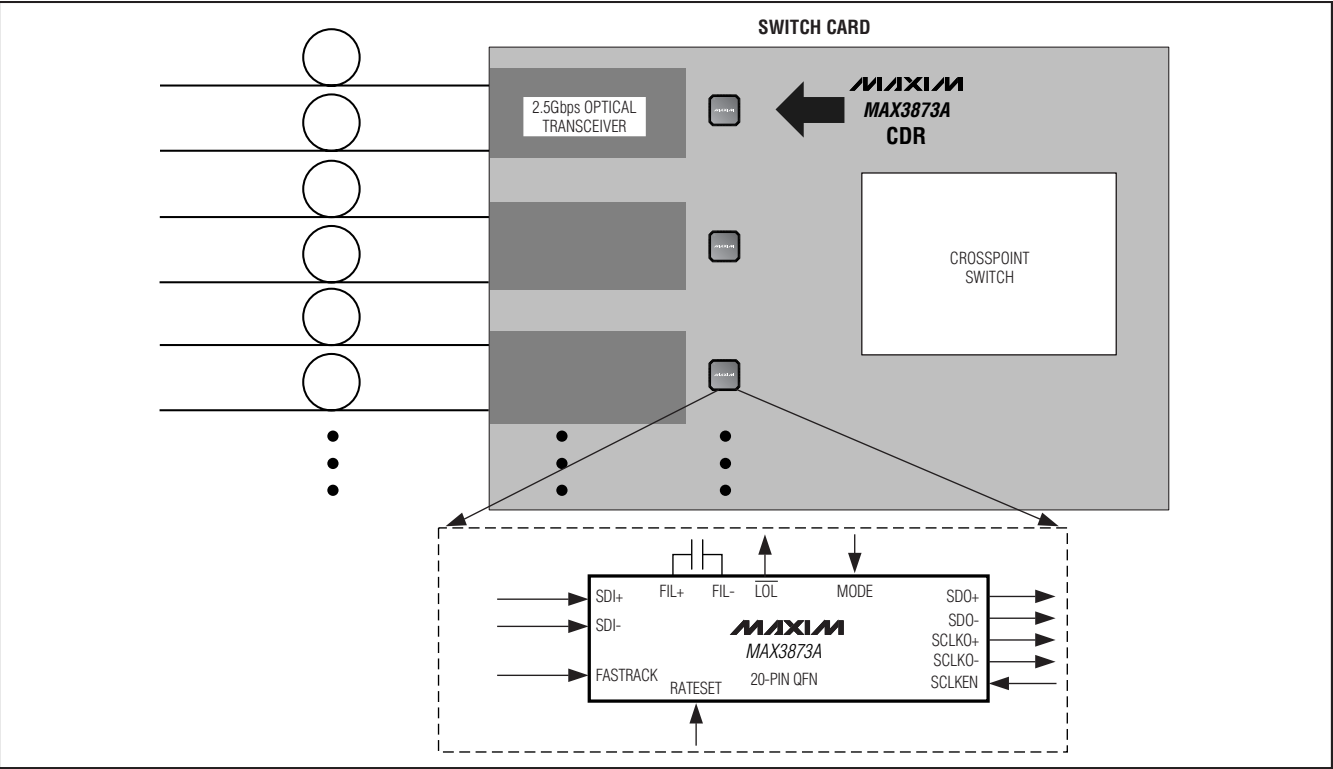 SWITCH CARD
2.5Gbps OPTICAL
TRANSCEIVER
MAXIM
MAX3873A
CDR
CROSSPOINT
SWITCH
SDI+
FIL+
FIL-
LOL
MODE
SDO+
SDI-
SDO-
MAXIM
SCLKO+
MAX3873A
SCLKO-
FASTRACK
20-PIN QFN
SCLKEN
RATESET